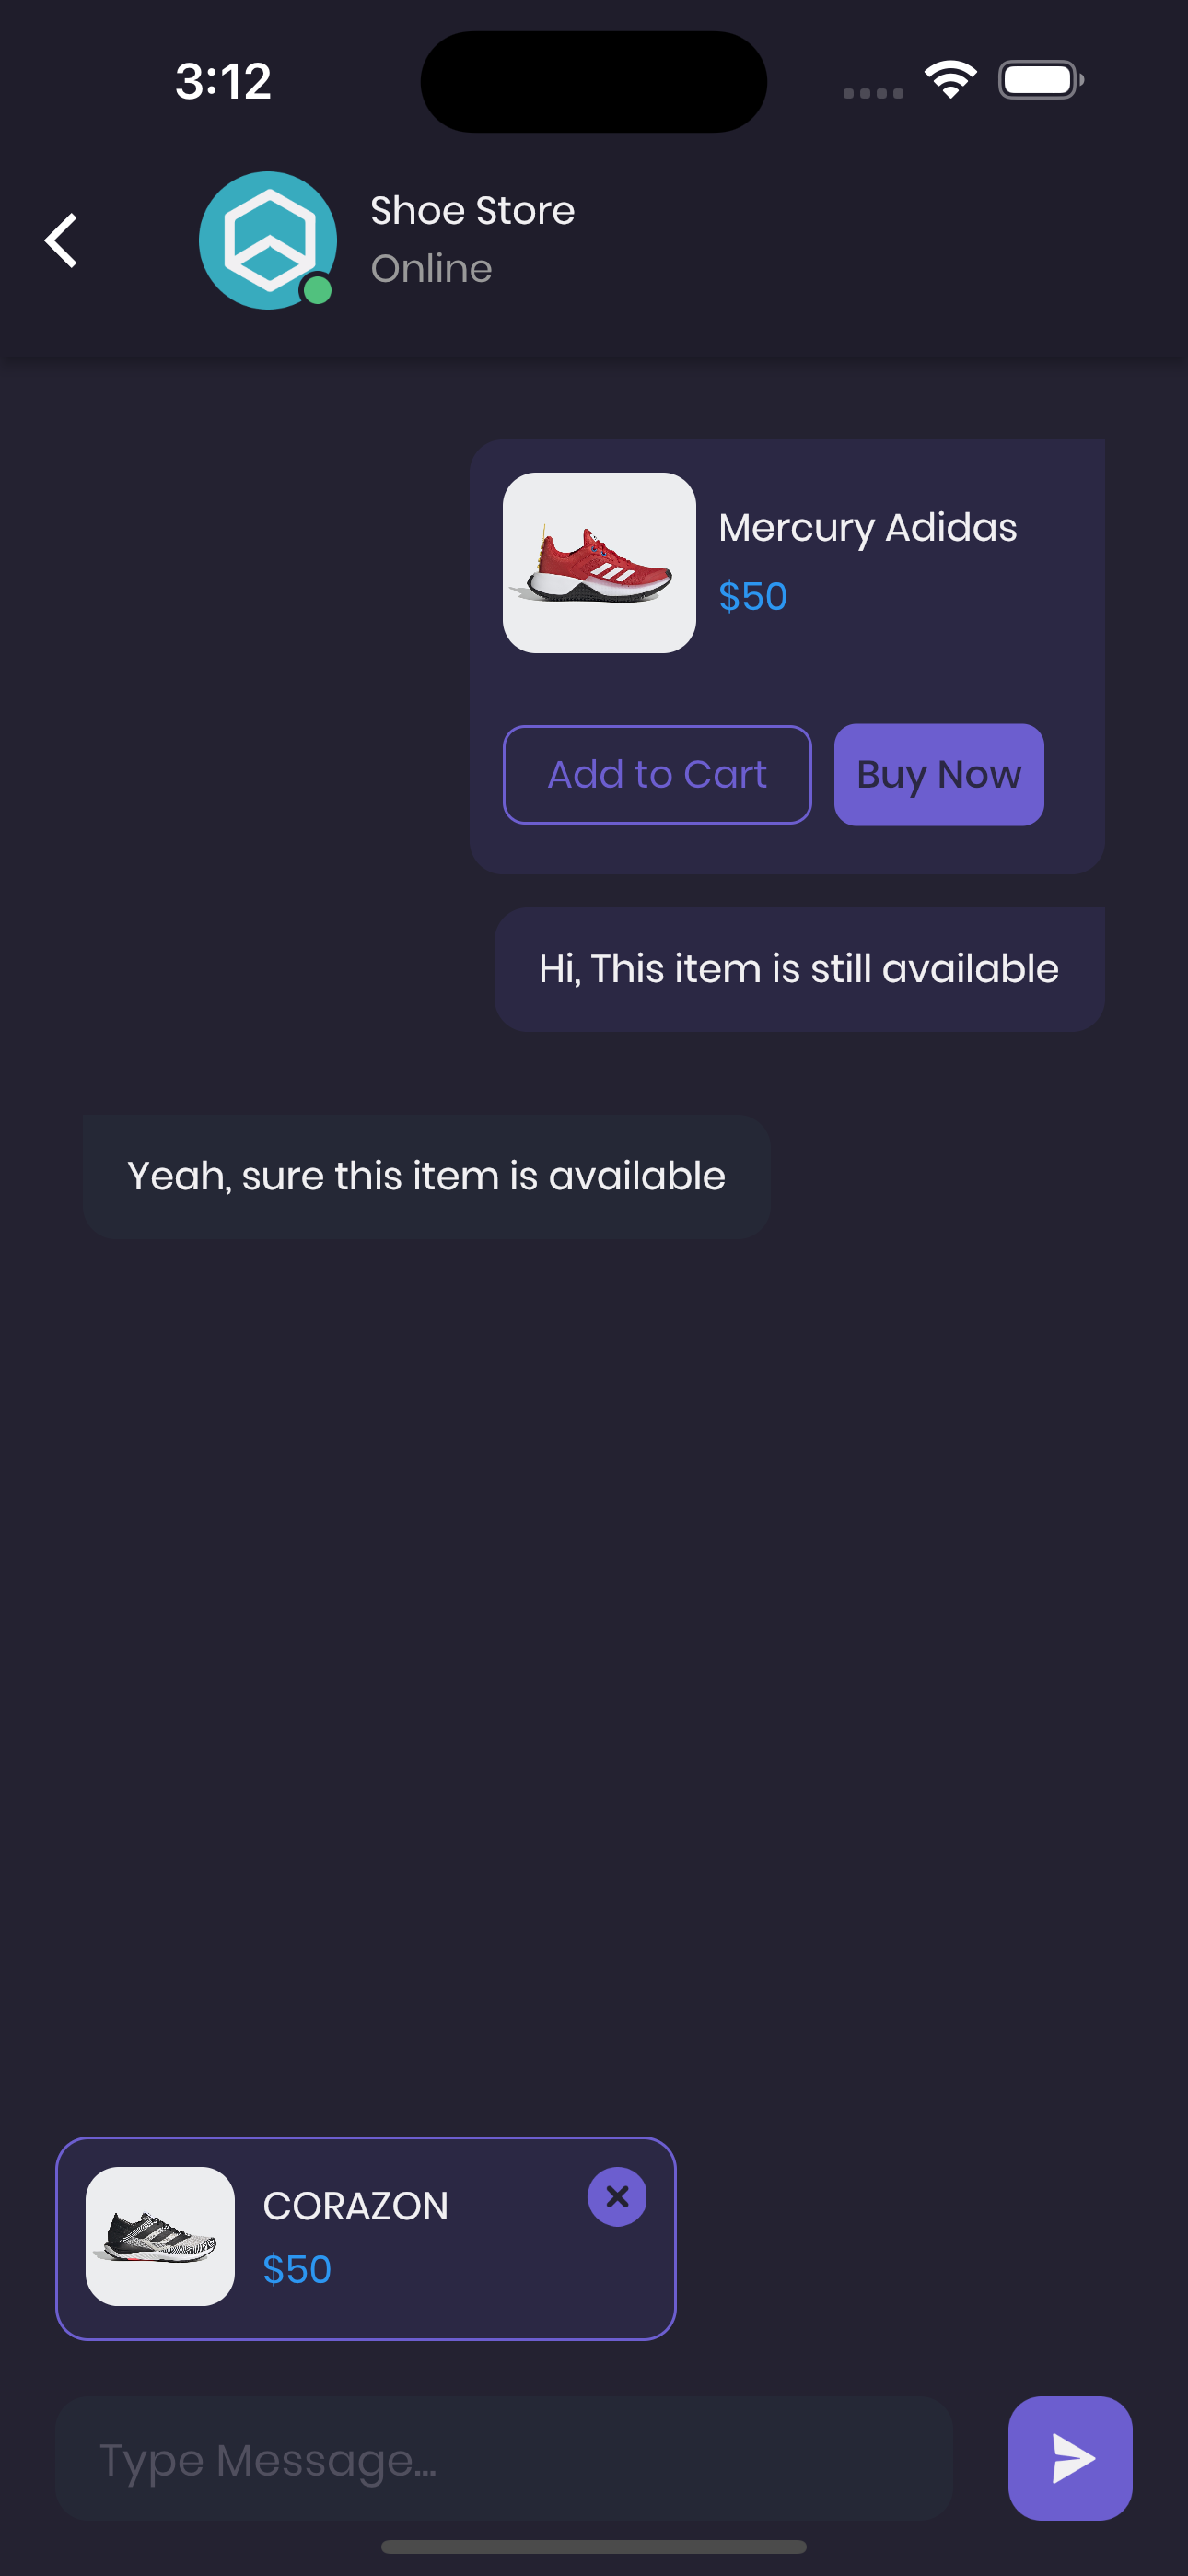 3:12
Shoe Store
Online
Mercury Adidas
$50
Add to Cart
Buy Now
Hi, This item is still available
Yeah, sure this item is available
CORAZON
$50
Type Message...